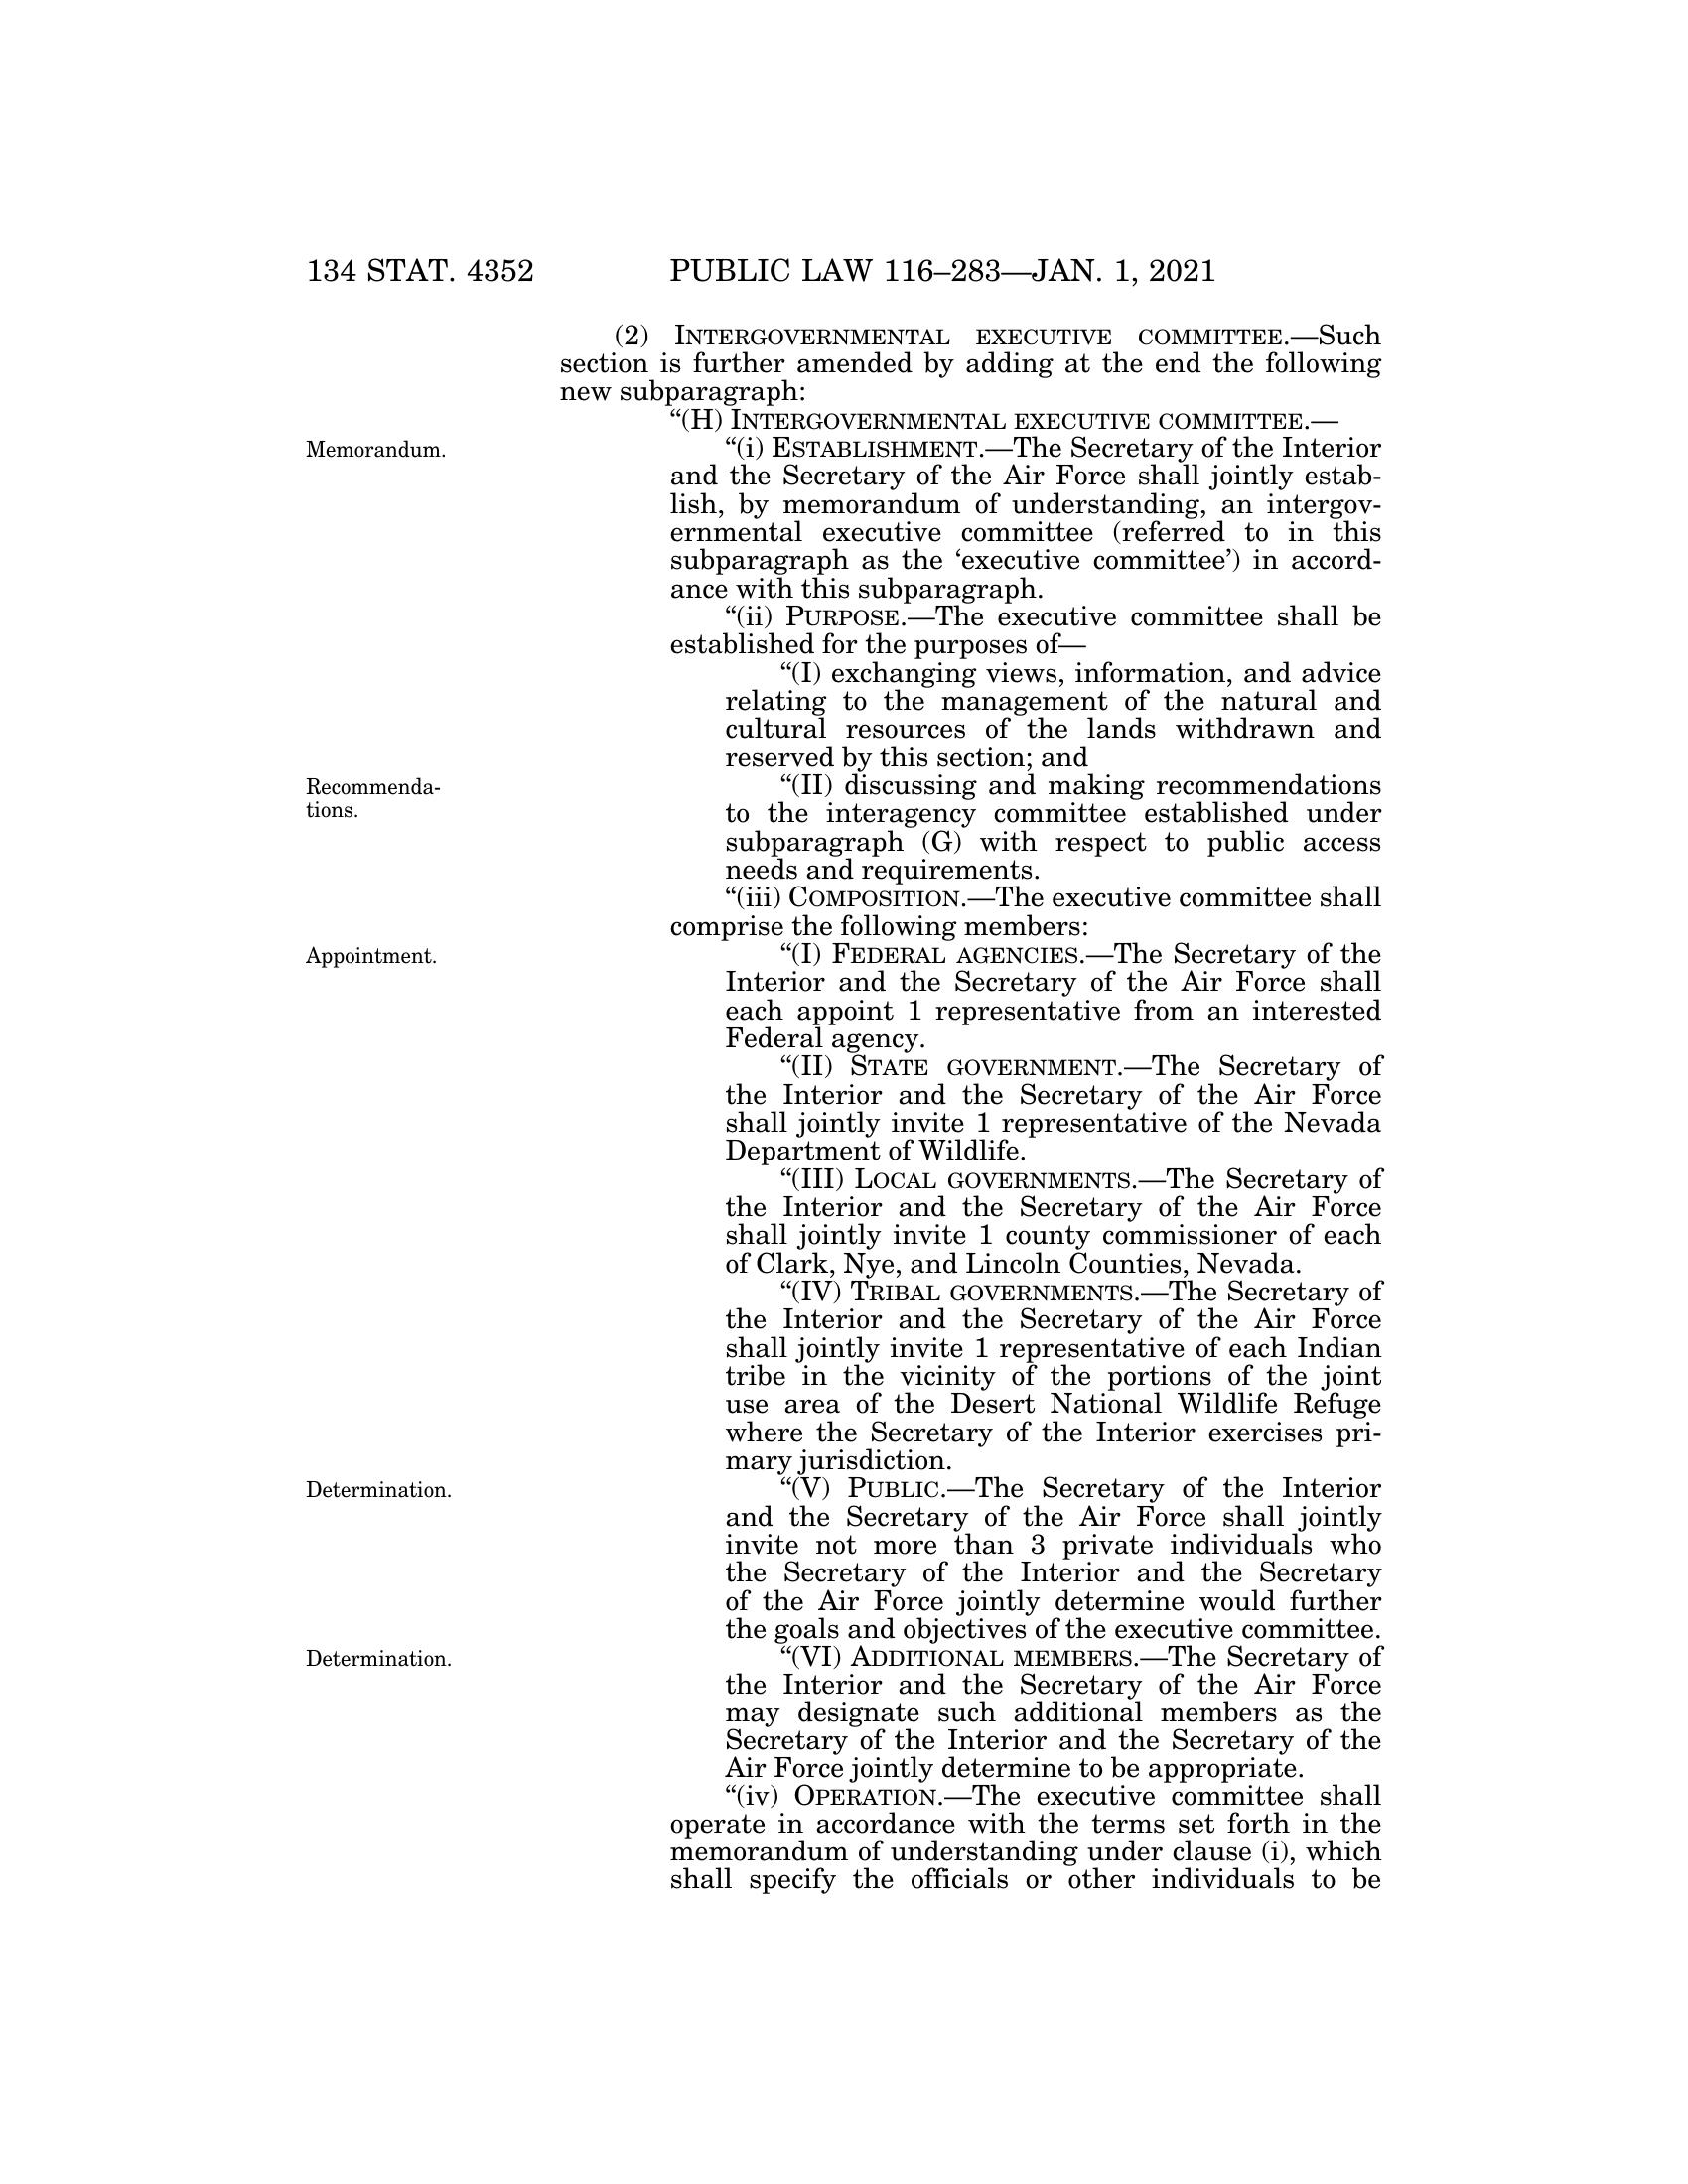 134 STAT. 4352 PUBLIC LAW 116–283—JAN. 1, 2021
(2) INTERGOVERNMENTAL EXECUTIVE COMMITTEE.—Such
section is further amended by adding at the end the following
new subparagraph:
“(H) INTERGOVERNMENTAL EXECUTIVE COMMITTEE.—
Memorandum.
“(i) ESTABLISHMENT.—The Secretary of the Interior
and the Secretary of the Air Force shall jointly estab-
lish, by memorandum of understanding, an intergov-
ernmental executive committee (referred to in this
subparagraph as the ‘executive committee’) in accord-
ance with this subparagraph.
“(ii) PURPOSE.—The executive committee shall be
established for the purposes of—
“(I) exchanging views, information, and advice
relating to the management of the natural and
cultural resources of the lands withdrawn and
reserved by this section; and
Recommenda-
tions.
“(II) discussing and making recommendations
to the interagency committee established under
subparagraph (G) with respect to public access
needs and requirements.
“(iii) COMPOSITION.—The executive committee shall
comprise the following members:
Appointment.
“(I) FEDERAL AGENCIES.—The Secretary of the
Interior and the Secretary of the Air Force shall
each appoint 1 representative from an interested
Federal agency.
“(II) STATE GOVERNMENT.—The Secretary of
the Interior and the Secretary of the Air Force
shall jointly invite 1 representative of the Nevada
Department of Wildlife.
“(III) LOCAL GOVERNMENTS.—The Secretary of
the Interior and the Secretary of the Air Force
shall jointly invite 1 county commissioner of each
of Clark, Nye, and Lincoln Counties, Nevada.
“(IV) TRIBAL GOVERNMENTS.—The Secretary of
the Interior and the Secretary of the Air Force
shall jointly invite 1 representative of each Indian
tribe in the vicinity of the portions of the joint
use area of the Desert National Wildlife Refuge
where the Secretary of the Interior exercises pri-
mary jurisdiction.
Determination.
“(V) PUBLIC.—The Secretary of the Interior
and the Secretary of the Air Force shall jointly
invite not more than 3 private individuals who
the Secretary of the Interior and the Secretary
of the Air Force jointly determine would further
the goals and objectives of the executive committee.
Determination.
“(VI) ADDITIONAL MEMBERS.—The Secretary of
the Interior and the Secretary of the Air Force
may designate such additional members as the
Secretary of the Interior and the Secretary of the
Air Force jointly determine to be appropriate.
“(iv) OPERATION.—The executive committee shall
operate in accordance with the terms set forth in the
memorandum of understanding under clause (i), which
shall specify the officials or other individuals to be